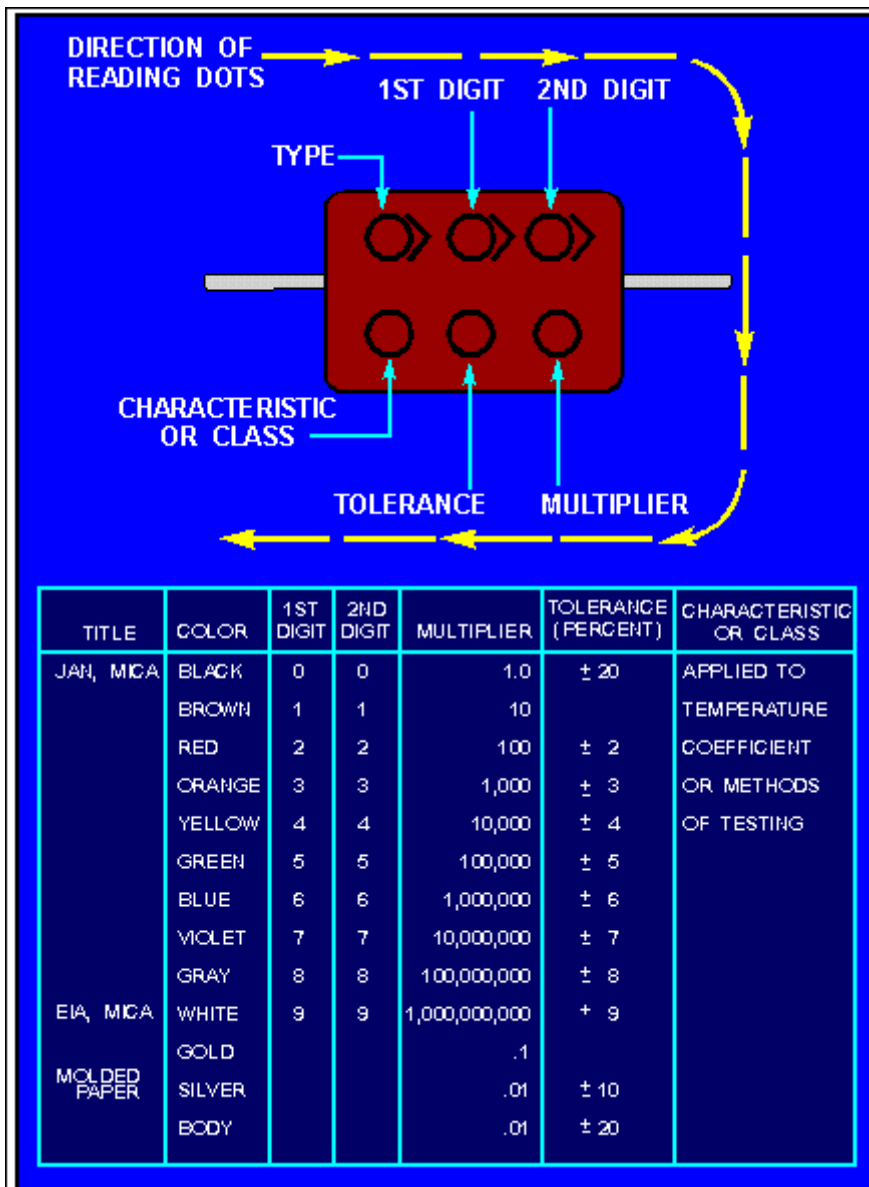 DIRECTION OF
READING DOTS
1ST DIGIT 2ND DIGIT
TYPE
CHARACTERISTIC
OR CLASS
TOLERANCE MULTIPLIER
TITLE COLOR 1ST DIGIT 2ND DIGIT MULTIPLIER TOLERANCE (PERCENT) CHARACTERISTIC OR CLASS
JAN, MICA BLACK 0 0 1.0 ± 20 APPLIED TO
BROWN 1 1 10 TEMPERATURE
RED 2 2 100 ± 2 COEFFICIENT
ORANGE 3 3 1,000 ± 3 OR METHODS
YELLOW 4 4 10,000 ± 4 OF TESTING
GREEN 5 5 100,000 ± 5
BLUE 6 6 1,000,000 ± 6
VIOLET 7 7 10,000,000 ± 7
GRAY 8 8 100,000,000 ± 8
EIA, MICA WHITE 9 9 1,000,000,000 + 9
GOLD .1
MOLDED PAPER SILVER .01 ± 10
BODY .01 ± 20